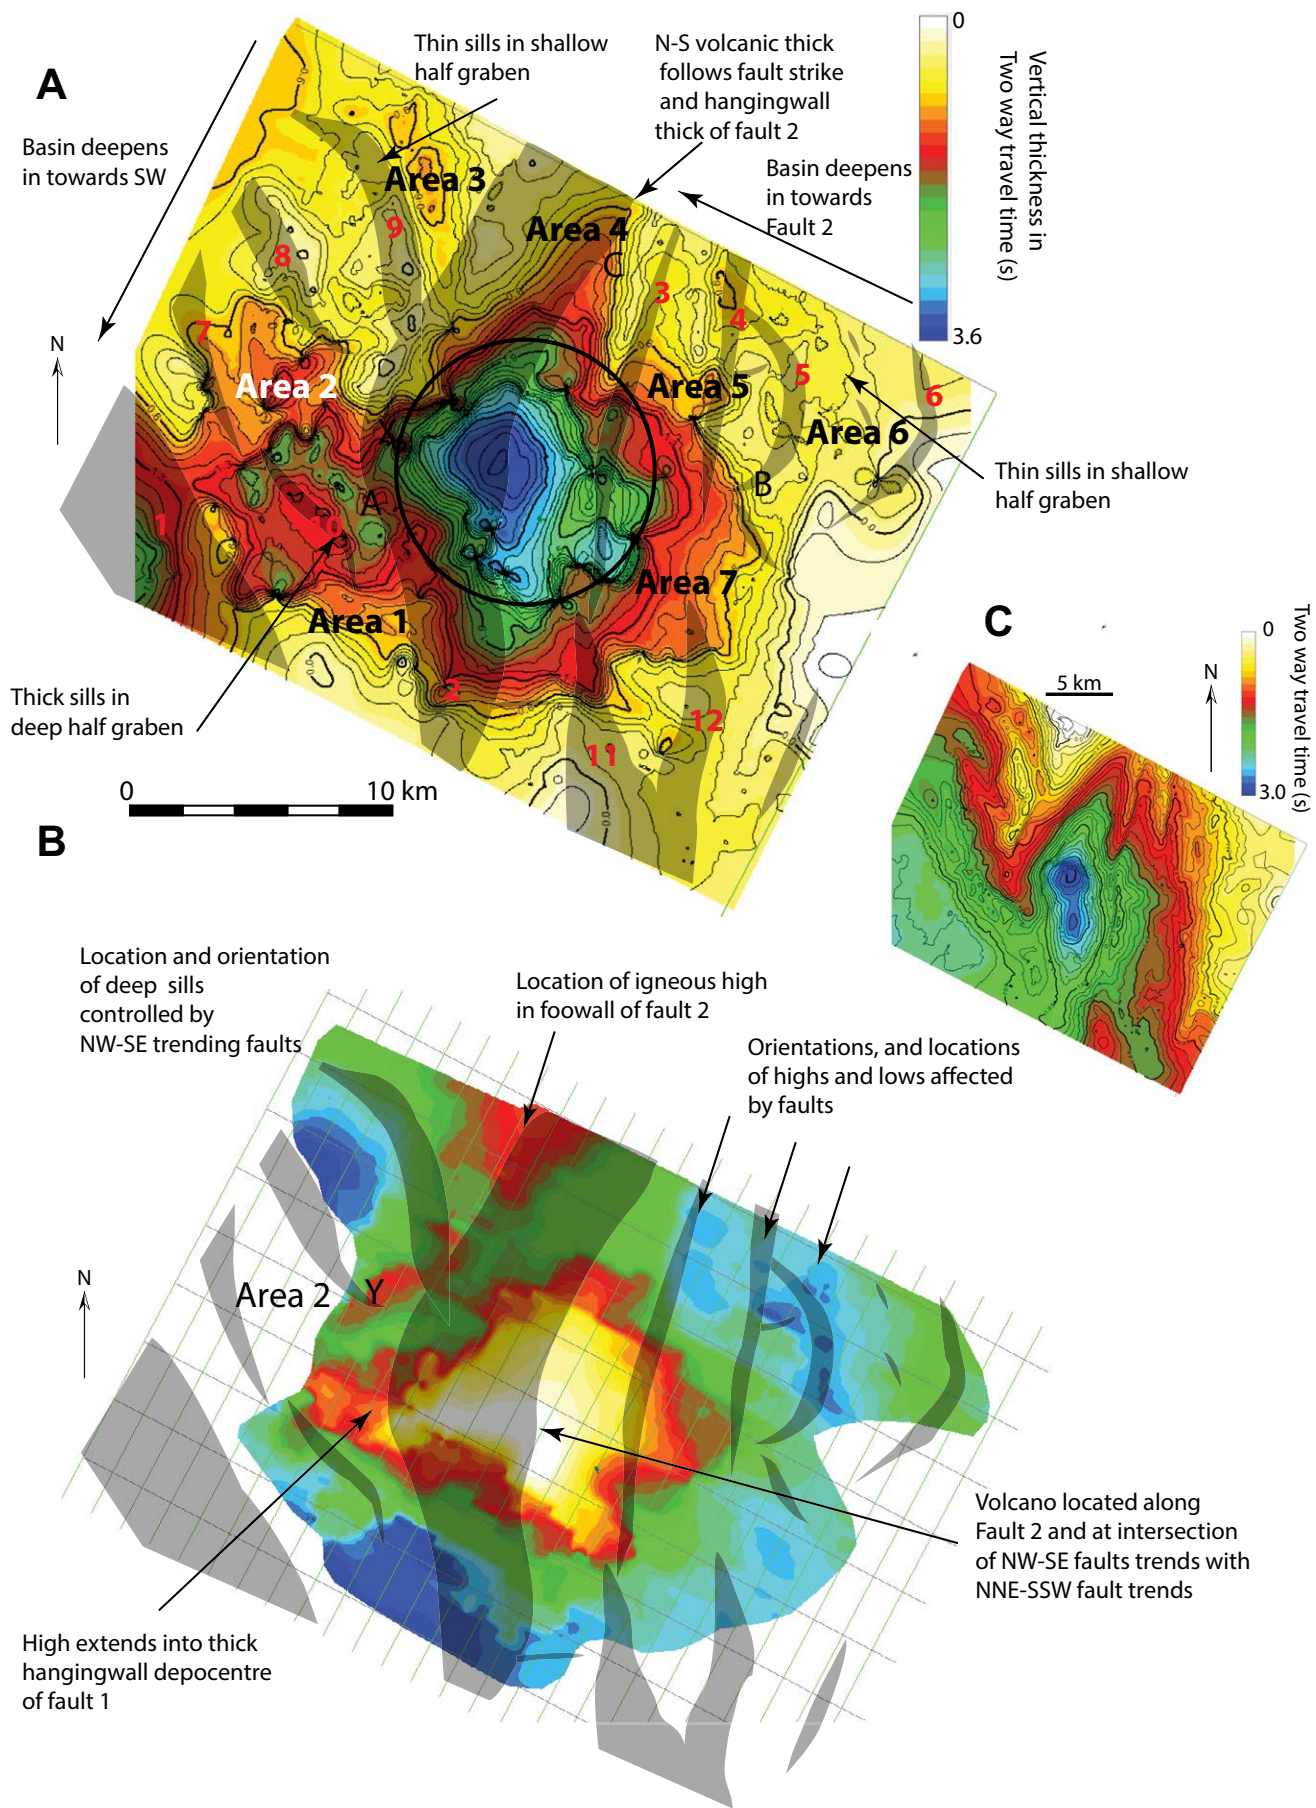 A
Basin deepens
in towards SW
Thin sills in shallow
half graben
N-S volcanic thick
follows fault strike
and hangingwall
thick of fault 2
Basin deepens
in towards
Fault 2
0
3.6
Vertical thickness in
Two way travel time (s)
N
Area 3
Area 4
C
9
8
3
4
7
5
6
Area 2
Area 5
Area 6
B
A
1
10
Thin sills in shallow
half graben
Area 7
Area 1
2
12
11
Thick sills in
deep half graben
0
10 km
C
5 km
N
0
3.0
Two way travel time (s)
B
Location and orientation
of deep sills
controlled by
NW-SE trending faults
Location of igneous high
in foowall of fault 2
Orientations, and locations
of highs and lows affected
by faults
N
Area 2
Y
Volcano located along
Fault 2 and at intersection
of NW-SE faults trends with
NNE-SSW fault trends
High extends into thick
hangingwall depocentre
of fault 1